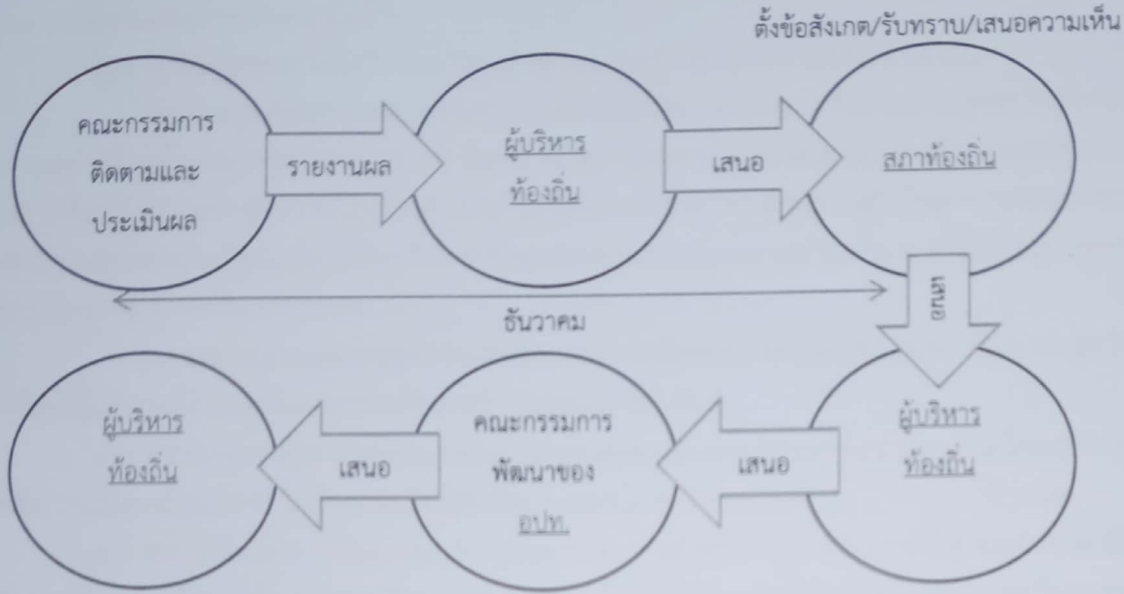 ตั้งข้อสังเกต/รับทราบ/เสนอความเห็น
คณะกรรมการ
ติดตามและ
ประเมินผล
รายงานผล
ผู้บริหาร
ท้องถิ่น
เสนอ
สภาท้องถิ่น
เสนอ
ธันวาคม
ผู้บริหาร
ท้องถิ่น
เสนอ
คณะกรรมการ
พัฒนาของ
อปท.
เสนอ
ผู้บริหาร
ท้องถิ่น